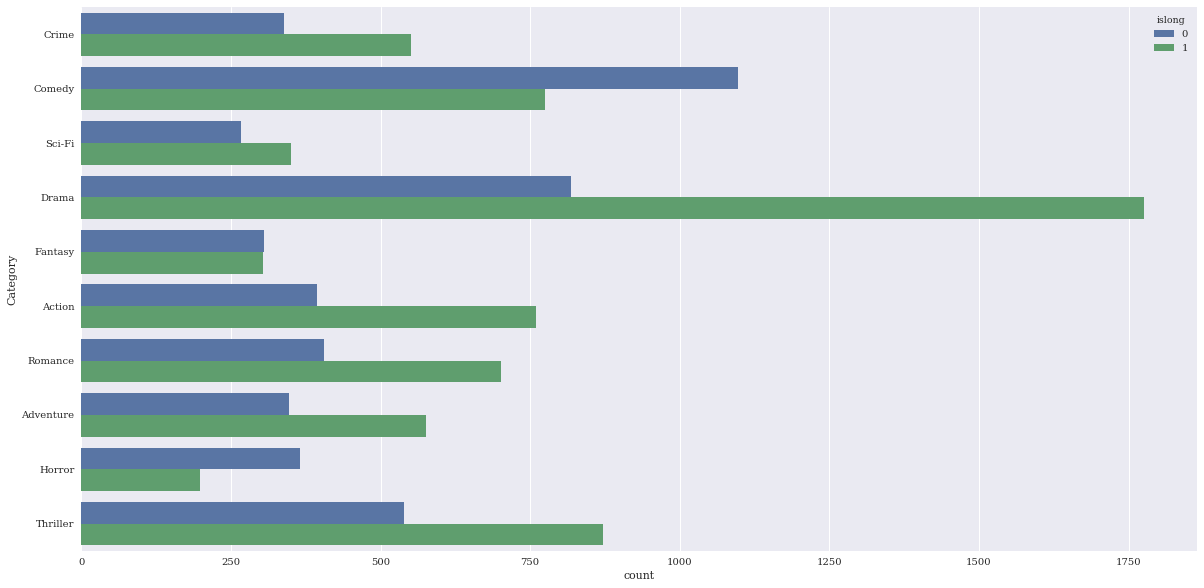 islong
0
1
Crime
Comedy
Sci-Fi
Drama
Fantasy
Action
Romance
Adventure
Horror
Thriller
Category
0 250 500 750 1000 1250 1500 1750
count